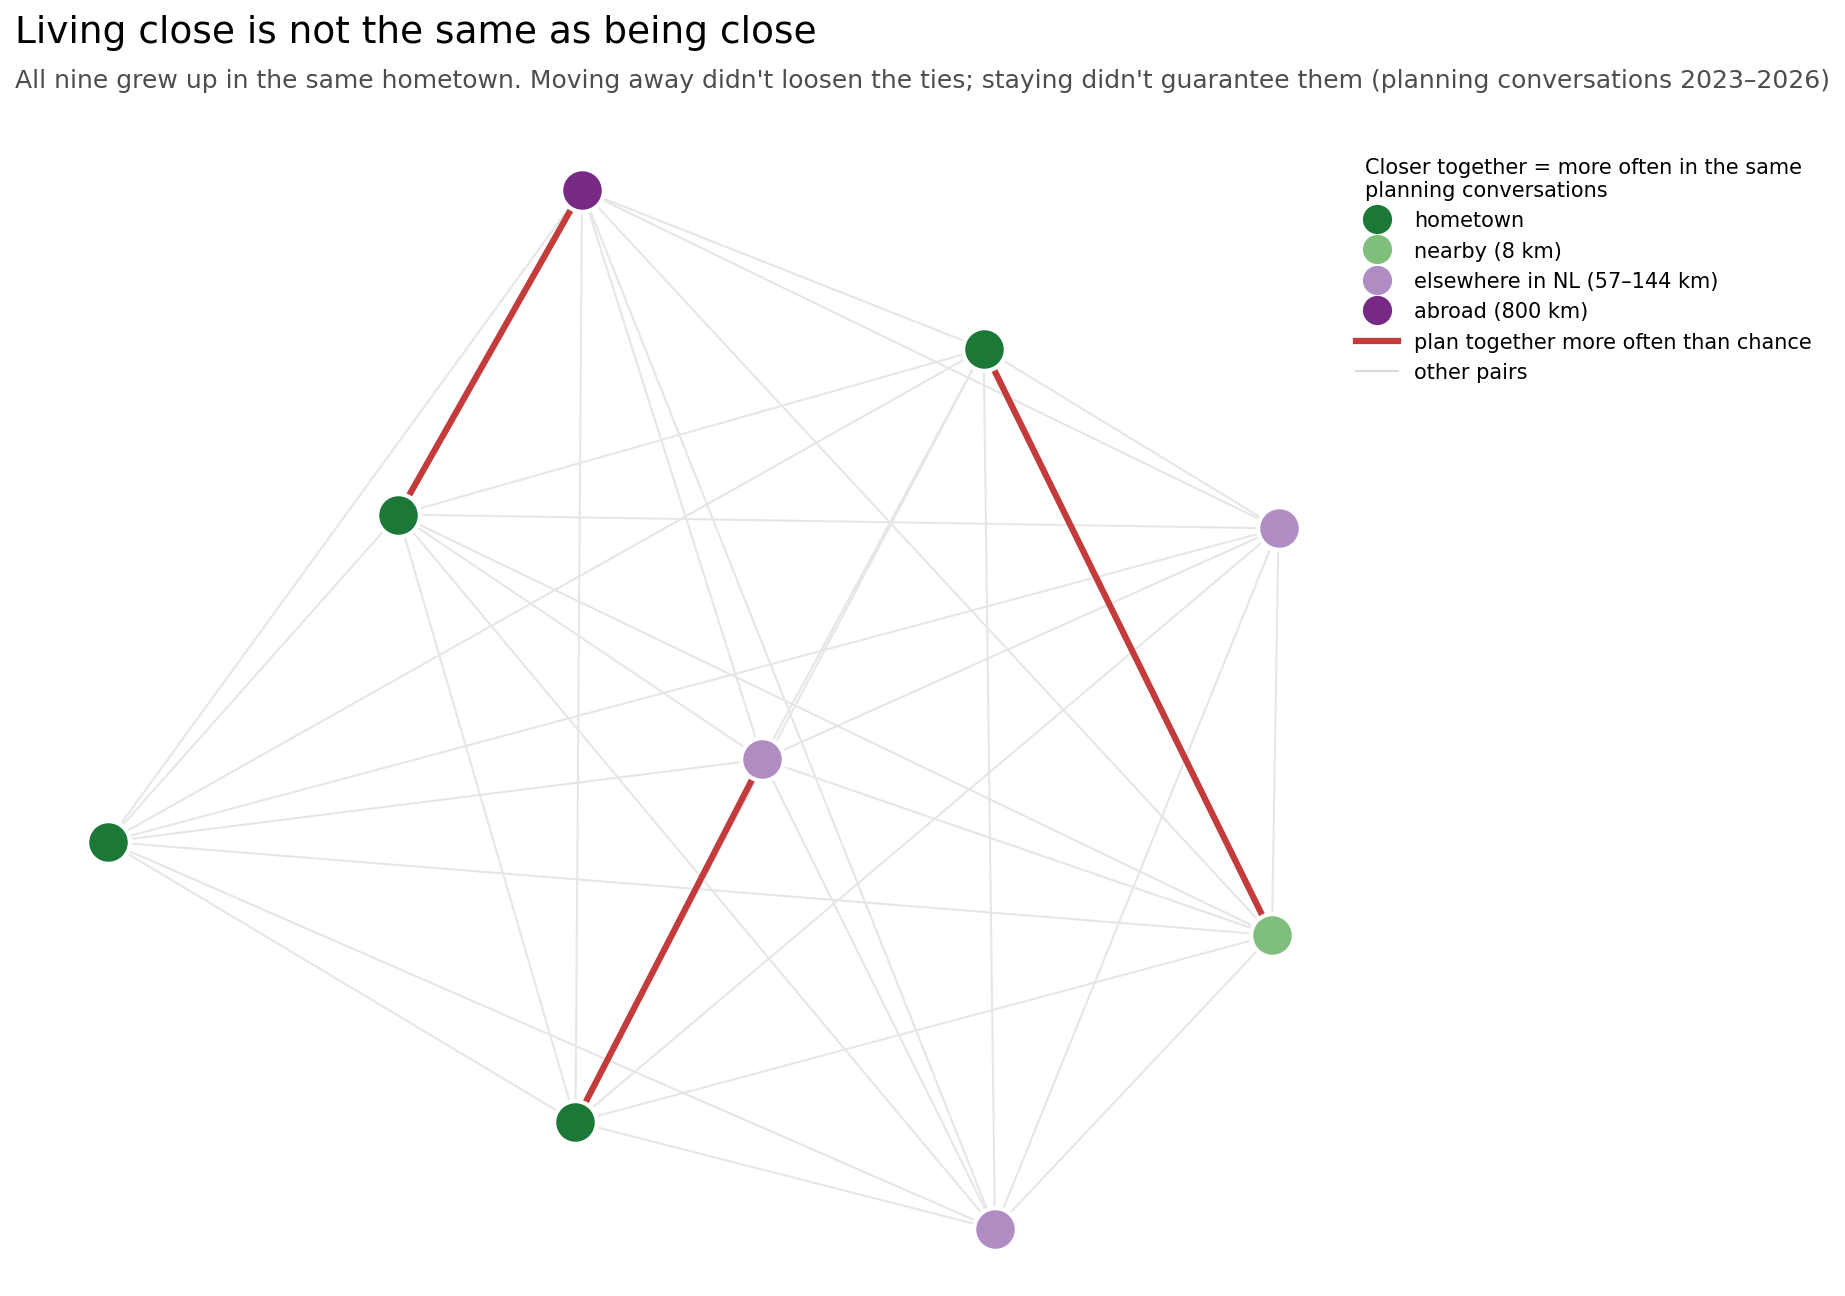 Living close is not the same as being close
All nine grew up in the same hometown. Moving away didn't loosen the ties; staying didn't guarantee them (planning conversations 2023–2026)
Closer together = more often in the same
planning conversations
hometown
nearby (8 km)
elsewhere in NL (57–144 km)
abroad (800 km)
plan together more often than chance
other pairs